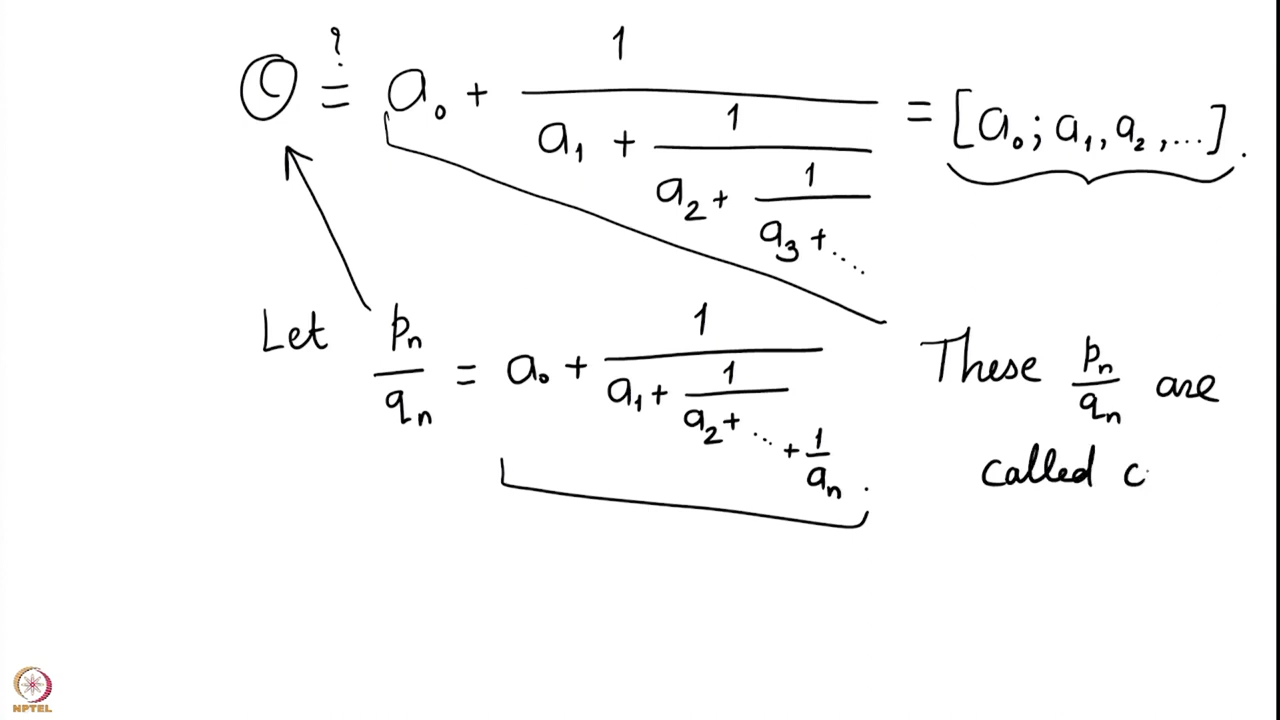 Θ ?= a₀ + 1/(a₁ + 1/(a₂ + 1/(a₃ + ....))) = [a₀; a₁, a₂, ...].
Let pₙ/qₙ = a₀ + 1/(a₁ + 1/(a₂ + ... + 1/aₙ)).
These pₙ/qₙ are
called c
NPTEL